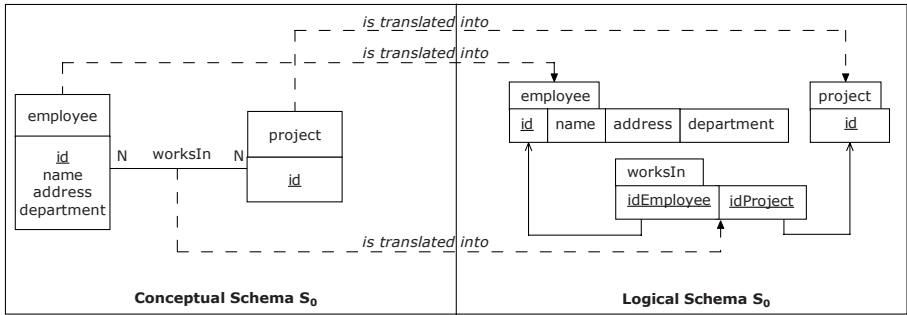 is translated into
is translated into
employee
id
name
address
department
N worksIn N
project
id
employee
id name address department
project
id
worksIn
idEmployee idProject
is translated into
Conceptual Schema S₀
Logical Schema S₀